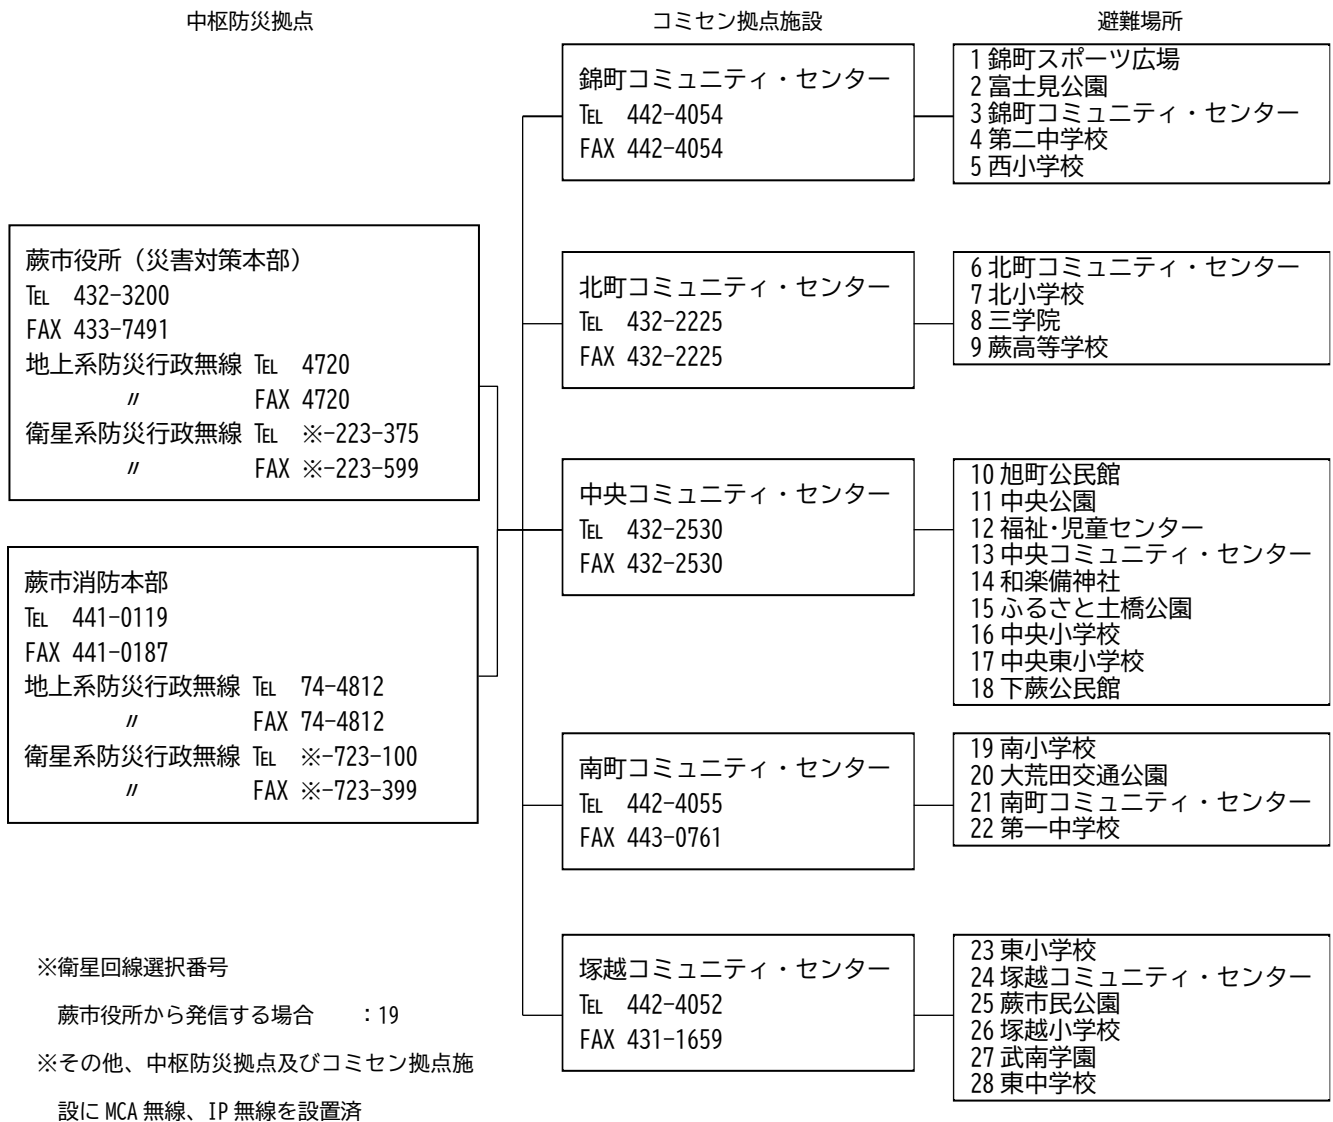 中枢防災拠点
コミセン拠点施設
避難場所
蕨市役所（災害対策本部）
℡ 432-3200
FAX 433-7491
地上系防災行政無線 ℡ 4720
〃 FAX 4720
衛星系防災行政無線 ℡ ※-223-375
〃 FAX ※-223-599
蕨市消防本部
℡ 441-0119
FAX 441-0187
地上系防災行政無線 ℡ 74-4812
〃 FAX 74-4812
衛星系防災行政無線 ℡ ※-723-100
〃 FAX ※-723-399
※衛星回線選択番号
蕨市役所から発信する場合 ：19
※その他、中枢防災拠点及びコミセン拠点施
設に MCA 無線、IP 無線を設置済
錦町コミュニティ・センター
℡ 442-4054
FAX 442-4054
北町コミュニティ・センター
℡ 432-2225
FAX 432-2225
中央コミュニティ・センター
℡ 432-2530
FAX 432-2530
南町コミュニティ・センター
℡ 442-4055
FAX 443-0761
塚越コミュニティ・センター
℡ 442-4052
FAX 431-1659
1 錦町スポーツ広場
2 富士見公園
3 錦町コミュニティ・センター
4 第二中学校
5 西小学校
6 北町コミュニティ・センター
7 北小学校
8 三学院
9 蕨高等学校
10 旭町公民館
11 中央公園
12 福祉･児童センター
13 中央コミュニティ・センター
14 和楽備神社
15 ふるさと土橋公園
16 中央小学校
17 中央東小学校
18 下蕨公民館
19 南小学校
20 大荒田交通公園
21 南町コミュニティ・センター
22 第一中学校
23 東小学校
24 塚越コミュニティ・センター
25 蕨市民公園
26 塚越小学校
27 武南学園
28 東中学校